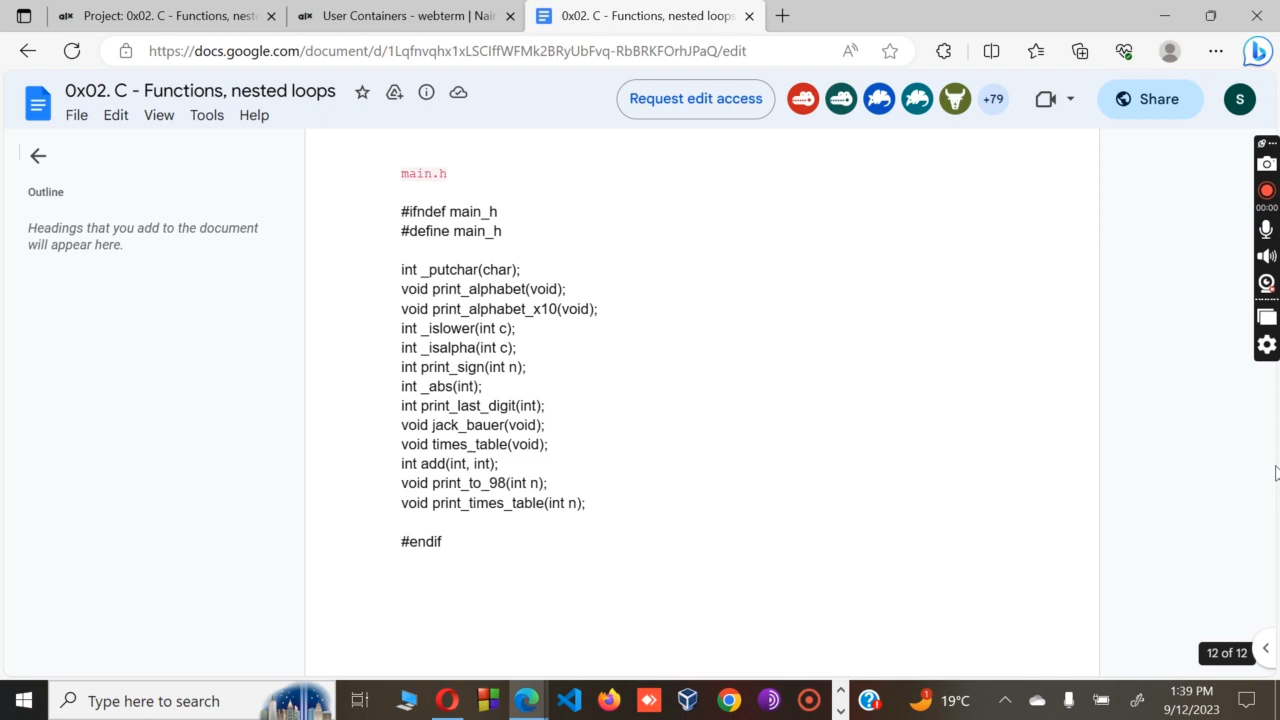 Project: 0x02. C - Functions, nest
User Containers - webterm | Nair
0x02. C - Functions, nested loops
https://docs.google.com/document/d/1Lqfnvqhx1xLSCIffWFMk2BRyUbFvq-RbBRKFOrhJPaQ/edit
0x02. C - Functions, nested loops
File Edit View Tools Help
Request edit access
+79
Share
S
Outline
Headings that you add to the document
will appear here.
main.h
#ifndef main_h
#define main_h
int _putchar(char);
void print_alphabet(void);
void print_alphabet_x10(void);
int _islower(int c);
int _isalpha(int c);
int print_sign(int n);
int _abs(int);
int print_last_digit(int);
void jack_bauer(void);
void times_table(void);
int add(int, int);
void print_to_98(int n);
void print_times_table(int n);
#endif
00:00
12 of 12
Type here to search
1
19°C
1:39 PM
9/12/2023